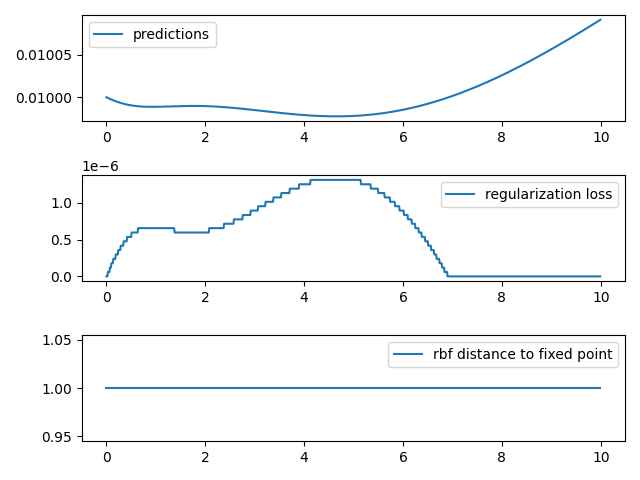 predictions
0.01005
0.01000
0 2 4 6 8 10
1e−6
regularization loss
1.0
0.5
0.0
0 2 4 6 8 10
1.05
rbf distance to fixed point
1.00
0.95
0 2 4 6 8 10